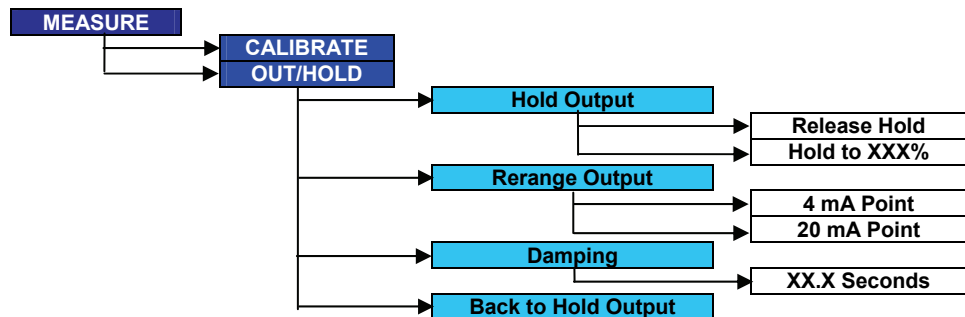 MEASURE
CALIBRATE
OUT/HOLD
Hold Output
Release Hold
Hold to XXX%
Rerange Output
4 mA Point
20 mA Point
Damping
XX.X Seconds
Back to Hold Output